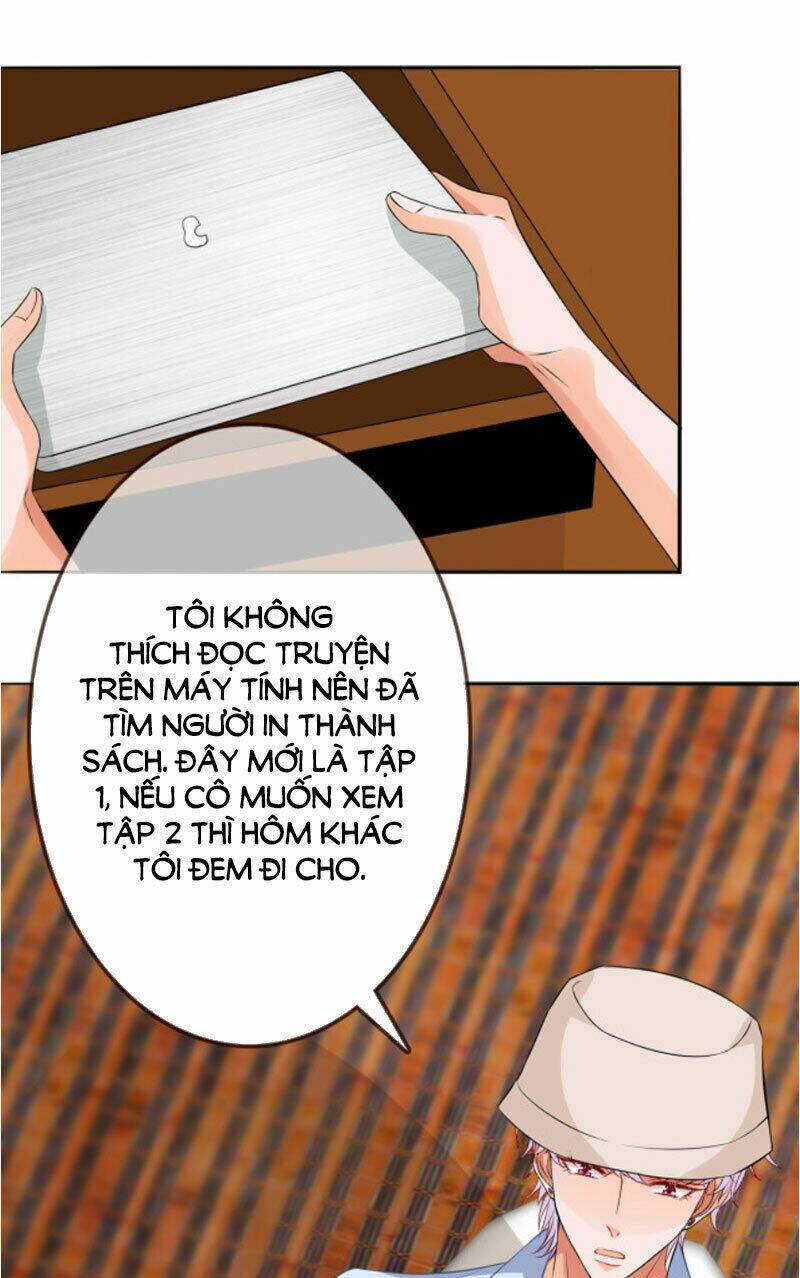 TÔI KHÔNG
THÍCH ĐỌC TRUYỆN
TRÊN MÁY TÍNH NÊN ĐÃ
TÌM NGƯỜI IN THÀNH
SÁCH. ĐÂY MỚI LÀ TẬP
1, NẾU CÔ MUỐN XEM
TẬP 2 THÌ HÔM KHÁC
TÔI ĐEM ĐI CHO.